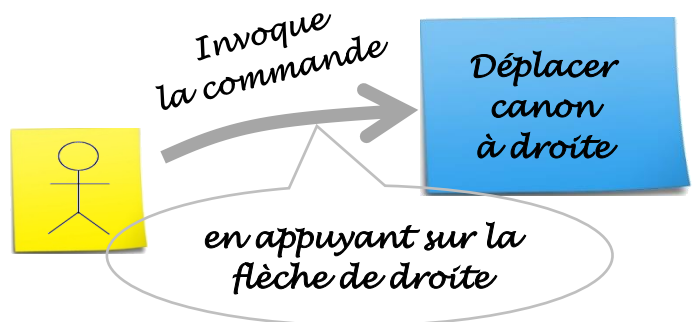 Invoque
la commande
Déplacer
canon
à droite
en appuyant sur la
flèche de droite